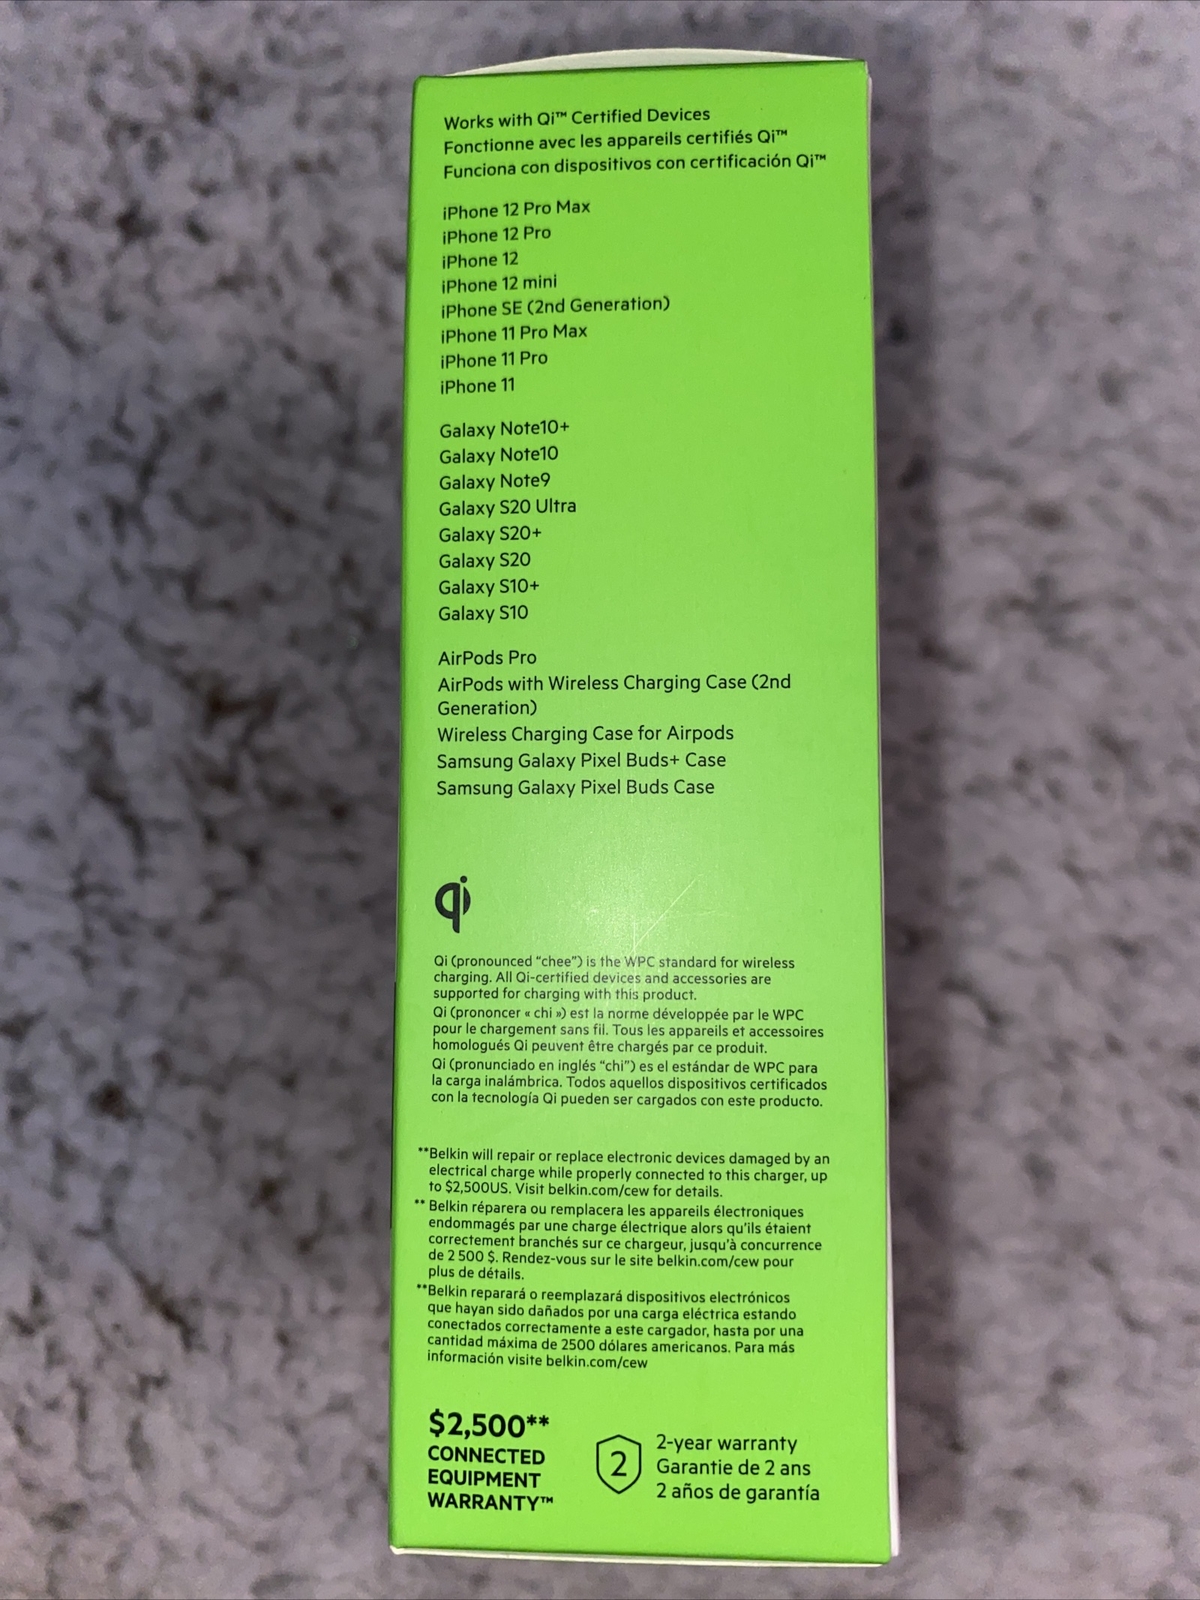 Works with Qi™ Certified Devices
Fonctionne avec les appareils certifiés Qi™
Funciona con dispositivos con certificación Qi™
iPhone 12 Pro Max
iPhone 12 Pro
iPhone 12
iPhone 12 mini
iPhone SE (2nd Generation)
iPhone 11 Pro Max
iPhone 11 Pro
iPhone 11
Galaxy Note10+
Galaxy Note10
Galaxy Note9
Galaxy S20 Ultra
Galaxy S20+
Galaxy S20
Galaxy S10+
Galaxy S10
AirPods Pro
AirPods with Wireless Charging Case (2nd
Generation)
Wireless Charging Case for Airpods
Samsung Galaxy Pixel Buds+ Case
Samsung Galaxy Pixel Buds Case
qi
Qi (pronounced “chee”) is the WPC standard for wireless
charging. All Qi-certified devices and accessories are
supported for charging with this product.
Qi (prononcer « chi ») est la norme développée par le WPC
pour le chargement sans fil. Tous les appareils et accessoires
homologués Qi peuvent être chargés par ce produit.
Qi (pronunciado en inglés “chi”) es el estándar de WPC para
la carga inalámbrica. Todos aquellos dispositivos certificados
con la tecnología Qi pueden ser cargados con este producto.
**Belkin will repair or replace electronic devices damaged by an
electrical charge while properly connected to this charger, up
to $2,500US. Visit belkin.com/cew for details.
** Belkin réparera ou remplacera les appareils électroniques
endommagés par une charge électrique alors qu'ils étaient
correctement branchés sur ce chargeur, jusqu'à concurrence
de 2 500 $. Rendez-vous sur le site belkin.com/cew pour
plus de détails.
**Belkin reparará o reemplazará dispositivos electrónicos
que hayan sido dañados por una carga eléctrica estando
conectados correctamente a este cargador, hasta por una
cantidad máxima de 2500 dólares americanos. Para más
información visite belkin.com/cew
$2,500**
CONNECTED
EQUIPMENT
WARRANTY™
2
2-year warranty
Garantie de 2 ans
2 años de garantía